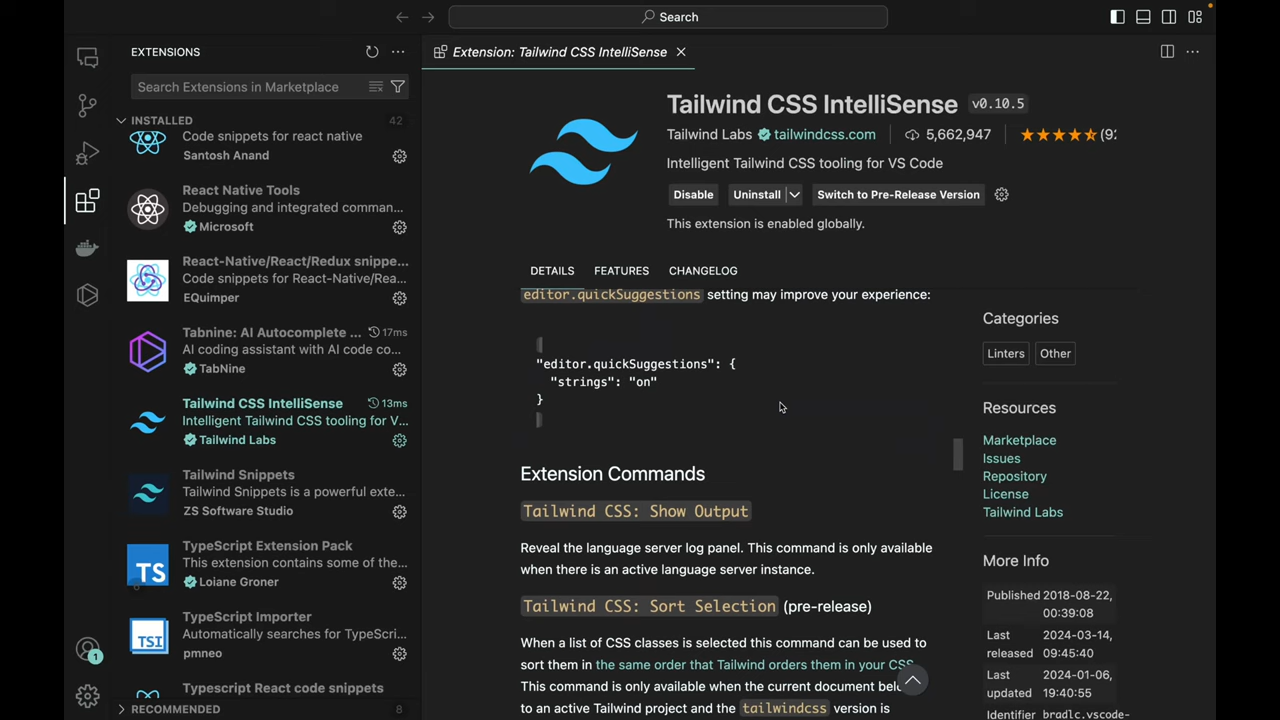 Search
EXTENSIONS
Search Extensions in Marketplace
INSTALLED
42
Code snippets for react native
Santosh Anand
React Native Tools
Debugging and integrated comman...
Microsoft
React-Native/React/Redux snippe...
Code snippets for React-Native/Rea...
EQuimper
Tabnine: AI Autocomplete ...
17ms
AI coding assistant with AI code co...
TabNine
Tailwind CSS IntelliSense
13ms
Intelligent Tailwind CSS tooling for V...
Tailwind Labs
Tailwind Snippets
Tailwind Snippets is a powerful exte...
ZS Software Studio
TypeScript Extension Pack
This extension contains some of the...
Loiane Groner
TS
TypeScript Importer
Automatically searches for TypeScri...
pmneo
TSI
Typescript React code snippets
RECOMMENDED
8
1
Extension: Tailwind CSS IntelliSense
Tailwind CSS IntelliSense
v0.10.5
Tailwind Labs
tailwindcss.com
5,662,947
(92
Intelligent Tailwind CSS tooling for VS Code
Disable
Uninstall
Switch to Pre-Release Version
This extension is enabled globally.
DETAILS
FEATURES
CHANGELOG
editor.quickSuggestions setting may improve your experience:
"editor.quickSuggestions": {
"strings": "on"
}
Extension Commands
Tailwind CSS: Show Output
Reveal the language server log panel. This command is only available
when there is an active language server instance.
Tailwind CSS: Sort Selection (pre-release)
When a list of CSS classes is selected this command can be used to
sort them in the same order that Tailwind orders them in your CSS.
This command is only available when the current document
to an active Tailwind project and the tailwindcss version is
Categories
Linters
Other
Resources
Marketplace
Issues
Repository
License
Tailwind Labs
More Info
Published 2018-08-22,
00:39:08
Last 2024-03-14,
released 09:45:40
Last 2024-01-06,
updated 19:40:55
Identifier bradlc.vscode-